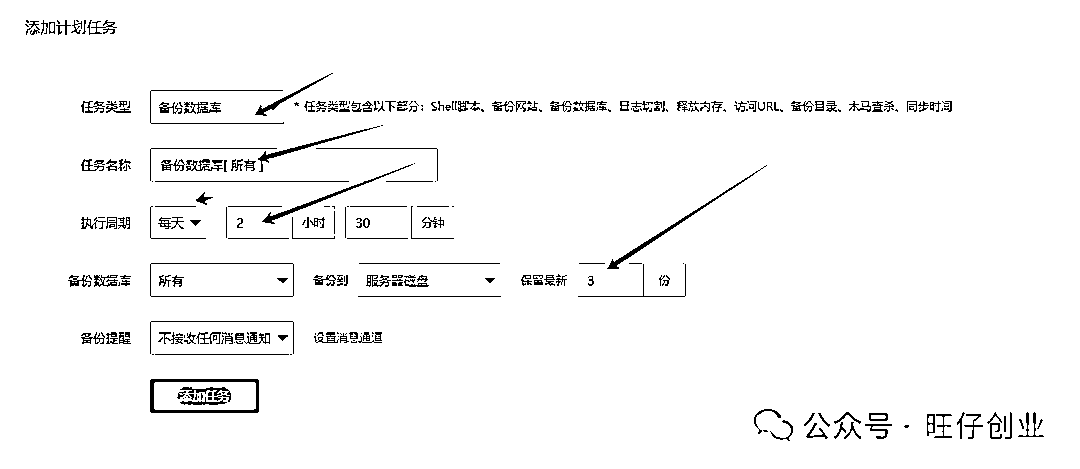 添加计划任务
任务类型 备份数据库 * 任务类型包含以下部分：Shell脚本、备份网站、备份数据库、日志切割、释放内存、访问URL、备份目录、木马查杀、同步时间
任务名称 备份数据库[ 所有 ]
执行周期 每天 2 小时 30 分钟
备份数据库 所有 备份到 服务器磁盘 保留最新 3 份
备份提醒 不接收任何消息通知 设置消息通道
添加任务
公众号 · 旺仔创业